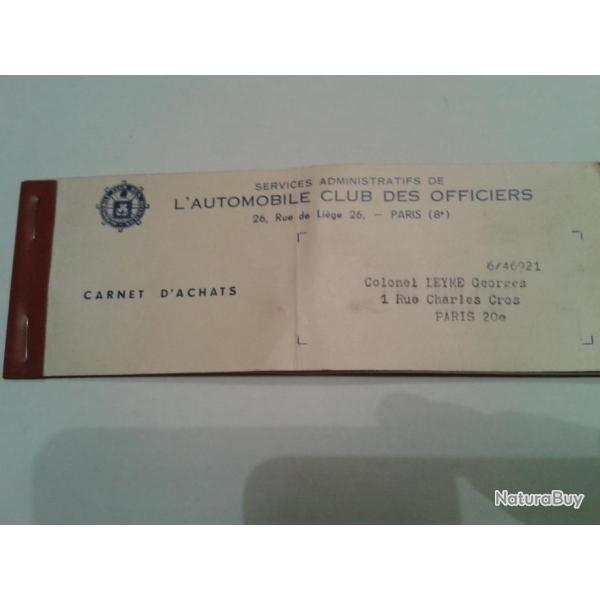 SERVICES ADMINISTRATIFS DE
L'AUTOMOBILE CLUB DES OFFICIERS
26, Rue de Liège 26, — PARIS (8e)
CARNET D'ACHATS
6/46921
Colonel LEYME Georges
1 Rue Charles Cros
PARIS 20e
NaturaBuy